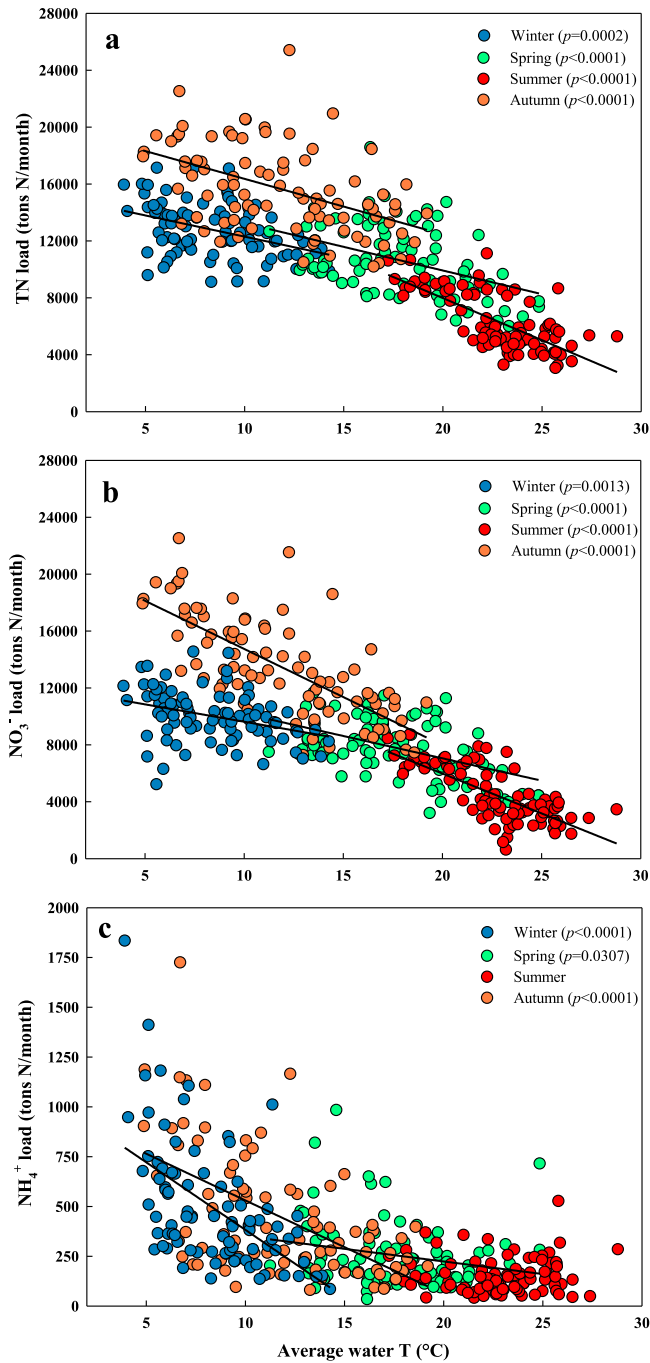 28000
a
Winter (p=0.0002)
24000
Spring (p<0.0001)
Summer (p<0.0001)
20000
Autumn (p<0.0001)
16000
TN load (tons N/month)
12000
8000
4000
0
5 10 15 20 25 30
28000
b
Winter (p=0.0013)
24000
Spring (p<0.0001)
Summer (p<0.0001)
20000
Autumn (p<0.0001)
16000
NO₃⁻ load (tons N/month)
12000
8000
4000
0
5 10 15 20 25 30
2000
c
Winter (p<0.0001)
1750
Spring (p=0.0307)
Summer
1500
Autumn (p<0.0001)
1250
NH₄⁺ load (tons N/month)
1000
750
500
250
0
5 10 15 20 25 30
Average water T (°C)